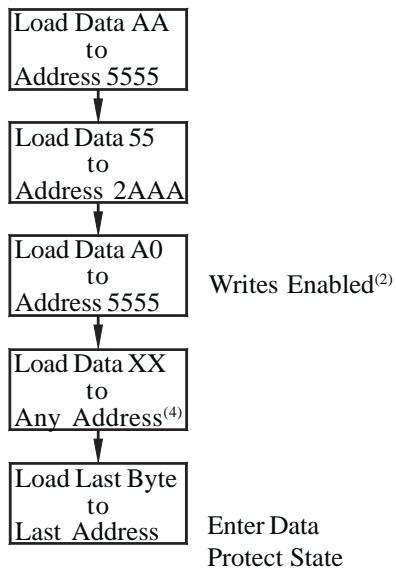 Load Data AA
to
Address 5555
Load Data 55
to
Address 2AAA
Load Data A0
to
Address 5555
Writes Enabled(2)
Load Data XX
to
Any Address(4)
Load Last Byte
to
Last Address
Enter Data
Protect State